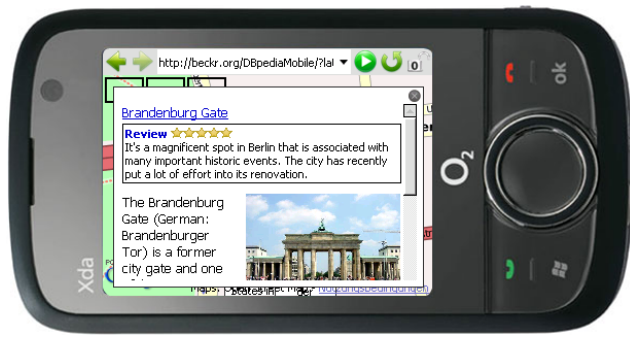 http://beckr.org/DBpediaMobile/?lal
Brandenburg Gate
Review
It's a magnificent spot in Berlin that is associated with
many important historic events. The city has recently
put a lot of effort into its renovation.
The Brandenburg
Gate (German:
Brandenburger
Tor) is a former
city gate and one
Nutzungsbedingungen
Xda
O2
ok